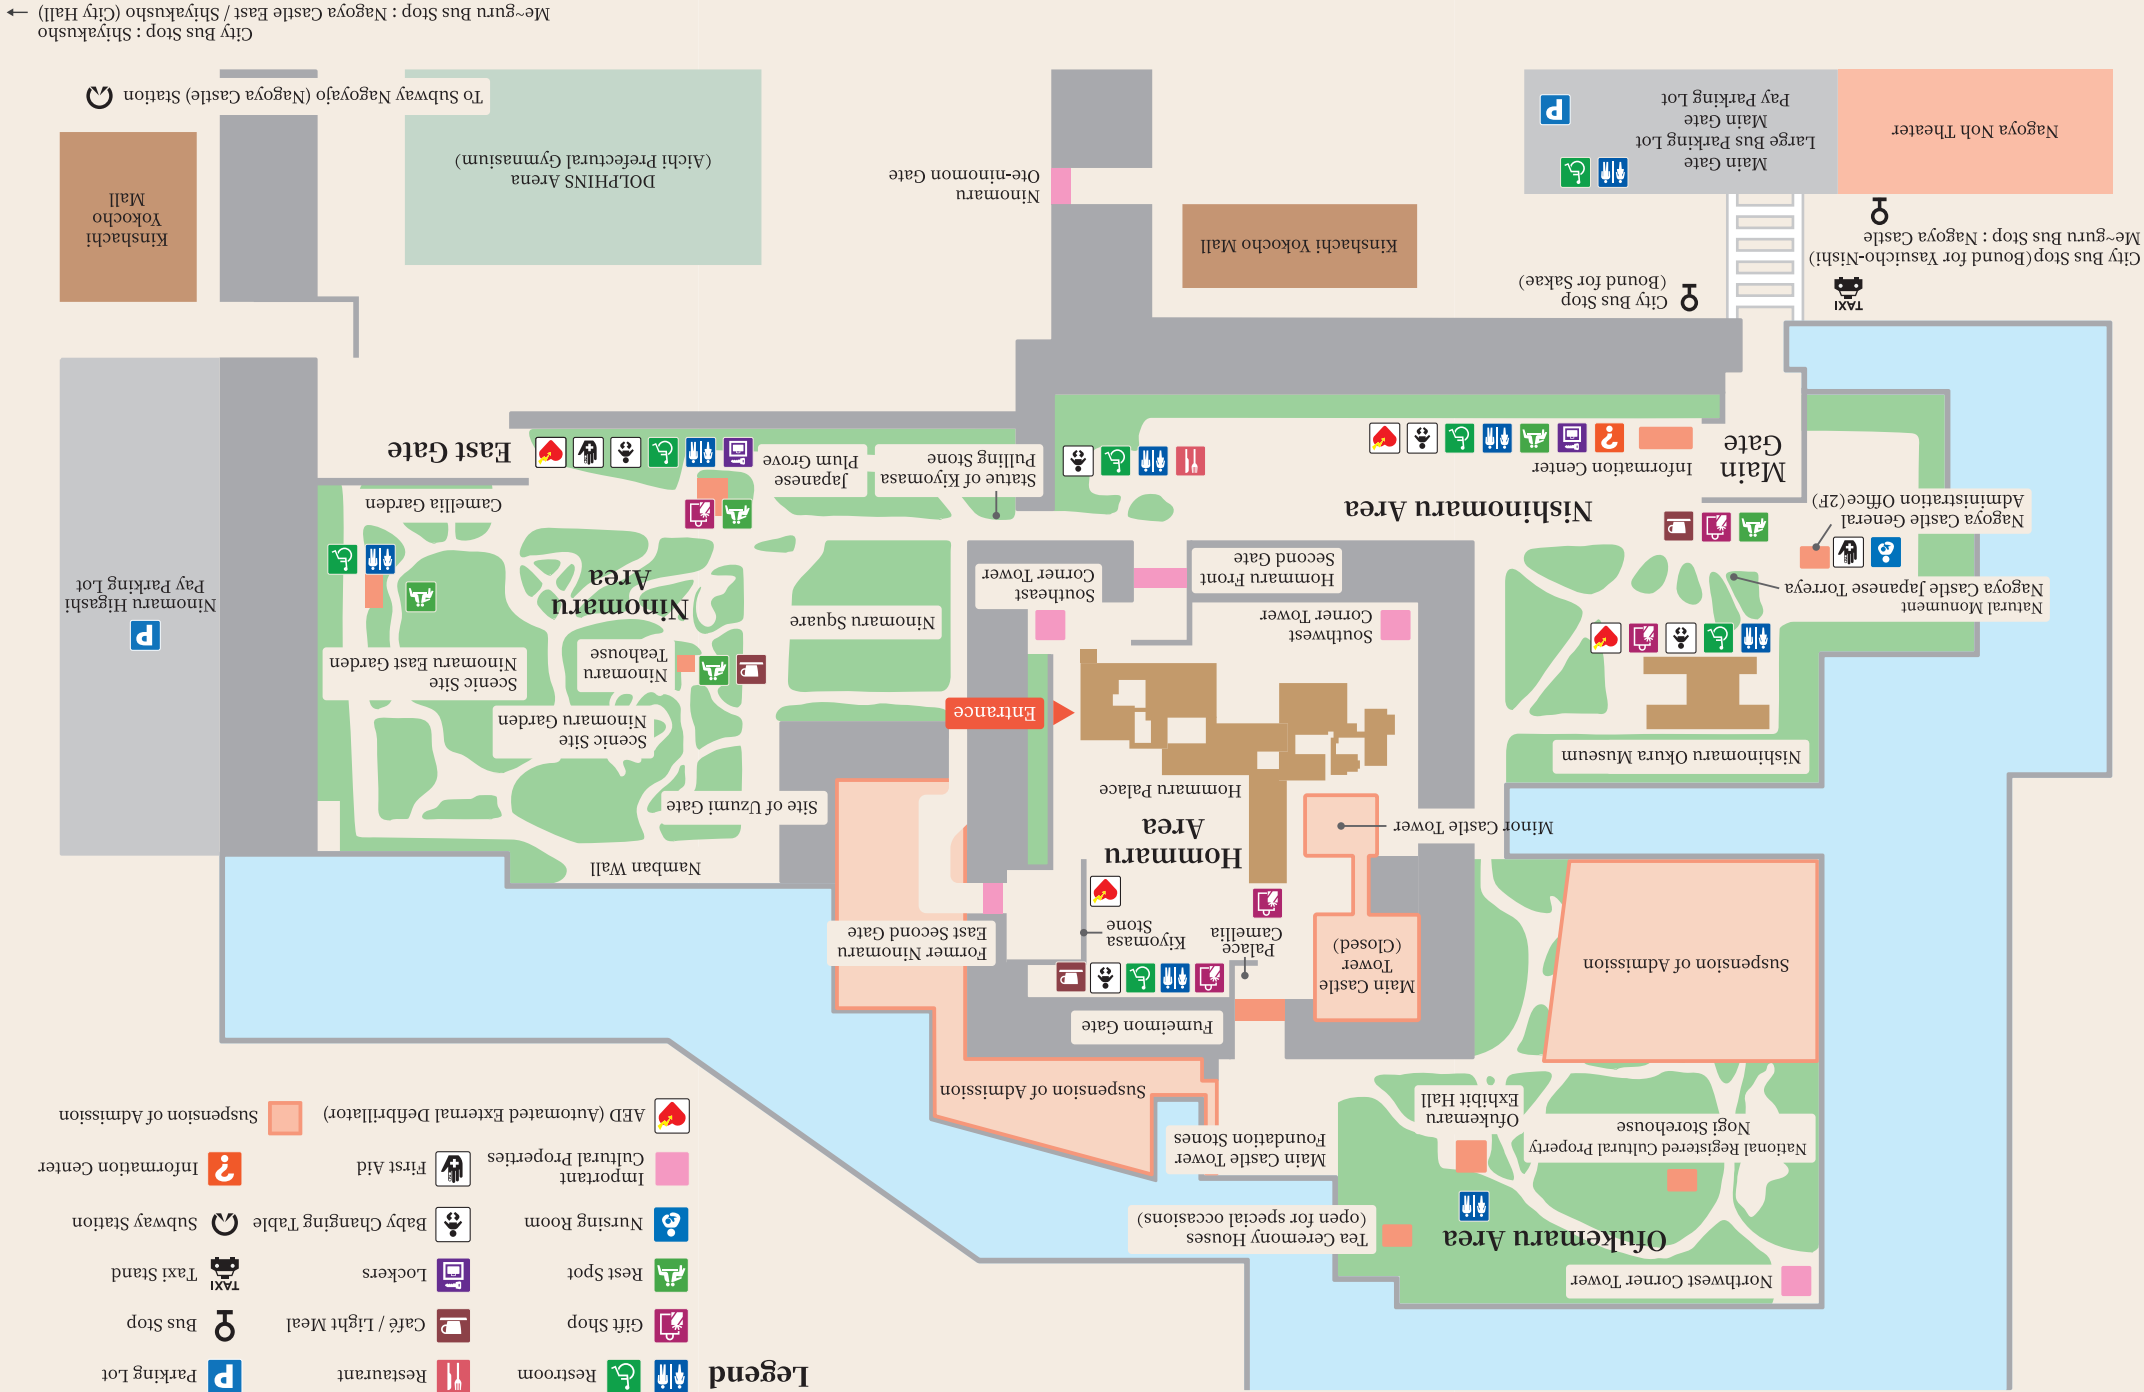 Legend
Restroom
Restaurant
Parking Lot
Gift Shop
Café / Light Meal
Bus Stop
Rest Spot
Lockers
TAXI
Taxi Stand
Nursing Room
Baby Changing Table
Subway Station
Important
Cultural Properties
First Aid
Information Center
AED (Automated External Defibrillator)
Suspension of Admission
Northwest Corner Tower
Ofukemaru Area
Tea Ceremony Houses
(open for special occasions)
National Registered Cultural Property
Nogi Storehouse
Ofukemaru
Exhibit Hall
Main Castle Tower
Foundation Stones
Suspension of Admission
Suspension of Admission
Fumeimon Gate
Main Castle
Tower
(Closed)
Palace
Camellia
Kiyomasa
Stone
Former Ninomaru
East Second Gate
Minor Castle Tower
Hommaru
Area
Hommaru Palace
Entrance
Namban Wall
Site of Uzumi Gate
Nishinomaru Okura Museum
Scenic Site
Ninomaru Garden
Ninomaru
Teahouse
Scenic Site
Ninomaru East Garden
Southwest
Corner Tower
Southeast
Corner Tower
Hommaru Front
Second Gate
Ninomaru Square
Ninomaru
Area
Ninomaru Higashi
Pay Parking Lot
Natural Monument
Nagoya Castle Japanese Torreya
Nagoya Castle General
Administration Office(2F)
Nishinomaru Area
Main
Gate
Information Center
Statue of Kiyomasa
Pulling Stone
Japanese
Plum Grove
Camellia Garden
East Gate
TAXI
City Bus Stop(Bound for Yasuicho-Nishi)
Me~guru Bus Stop : Nagoya Castle
City Bus Stop
(Bound for Sakae)
Kinshachi Yokocho Mall
Ninomaru
Ote-ninomon Gate
DOLPHINS Arena
(Aichi Prefectural Gymnasium)
Kinshachi
Yokocho
Mall
Nagoya Noh Theater
Main Gate
Large Bus Parking Lot
Main Gate
Pay Parking Lot
To Subway Nagoyajo (Nagoya Castle) Station
City Bus Stop : Shiyakusho
Me~guru Bus Stop : Nagoya Castle East / Shiyakusho (City Hall)